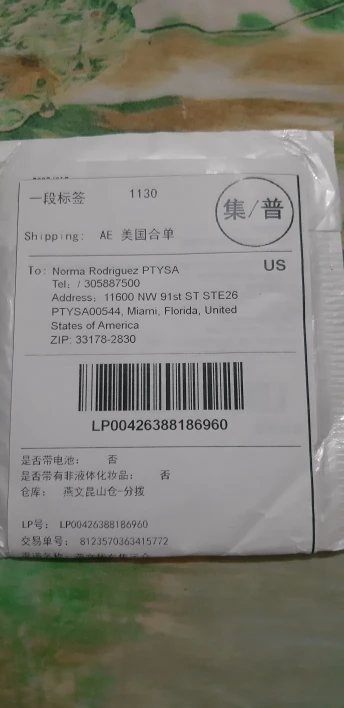 一段标签 1130
集/普
Shipping: AE 美国合单
To: Norma Rodriguez PTYSA US
Tel: / 305887500
Address: 11600 NW 91st ST STE26
PTYSA00544, Miami, Florida, United
States of America
ZIP: 33178-2830
LP00426388186960
是否带电池: 否
是否带有非液体化妆品: 否
仓库: 燕文昆山仓-分拨
LP号: LP00426388186960
交易单号: 8123570363415772